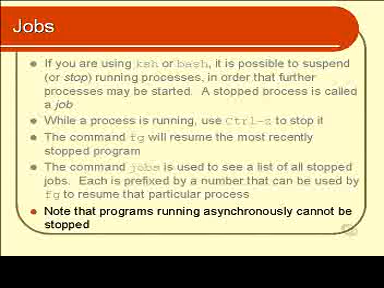 Jobs
If you are using ksh or bash, it is possible to suspend
(or stop) running processes, in order that further
processes may be started. A stopped process is called
a job
While a process is running, use Ctrl-z to stop it
The command fg will resume the most recently
stopped program
The command jobs is used to see a list of all stopped
jobs. Each is prefixed by a number that can be used by
fg to resume that particular process
Note that programs running asynchronously cannot be
stopped